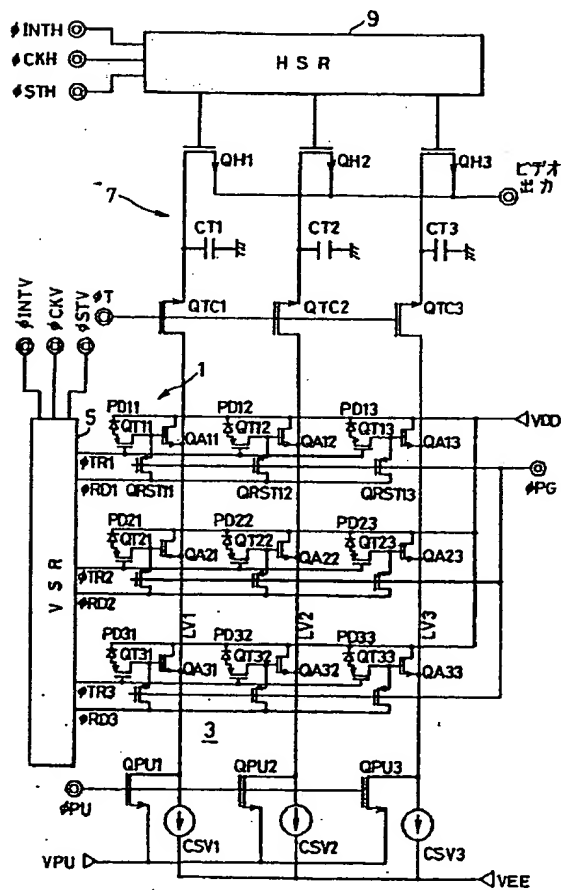 φINTH
9
φCKH
HSR
φSTH
QH1
QH2
QH3
ビデオ
出力
7
CT1
CT2
CT3
φINTV
φCKV
φSTV
φT
QTC1
QTC2
QTC3
1
5
PD11
PD12
PD13
VDD
QT11
QT12
QT13
QA11
QA12
QA13
φTR1
φRD1
QRST11
QRST12
QRST13
φPG
PD21
PD22
PD23
QT21
QT22
QT23
QA21
QA22
QA23
VSR
φTR2
φRD2
LV1
LV2
LV3
PD31
PD32
PD33
QT31
QT32
QT33
QA31
QA32
QA33
φTR3
φRD3
3
QPU1
QPU2
QPU3
φPU
CSV1
CSV2
CSV3
VPU
VEE